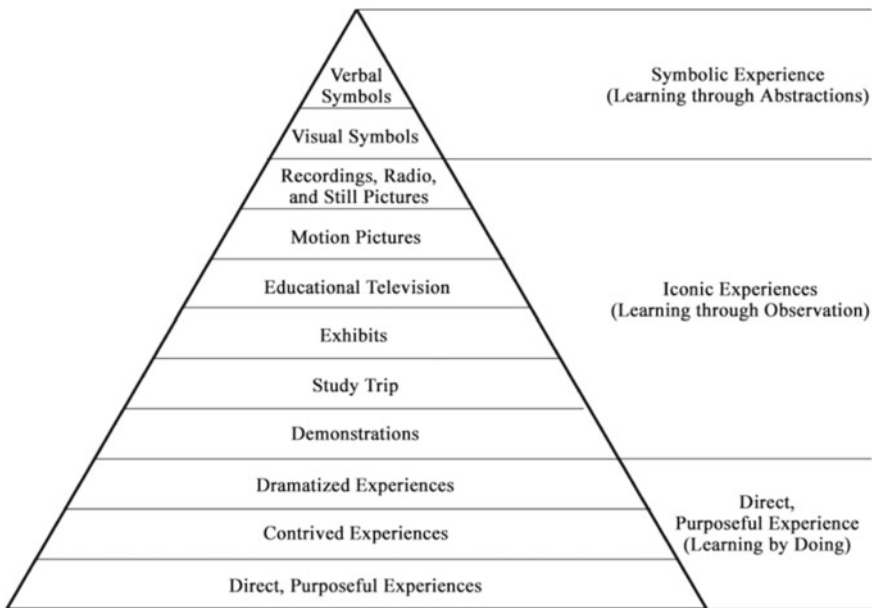 Verbal
Symbols
Visual Symbols
Recordings, Radio,
and Still Pictures
Motion Pictures
Educational Television
Exhibits
Study Trip
Demonstrations
Dramatized Experiences
Contrived Experiences
Direct, Purposeful Experiences
Symbolic Experience
(Learning through Abstractions)
Iconic Experiences
(Learning through Observation)
Direct,
Purposeful Experience
(Learning by Doing)